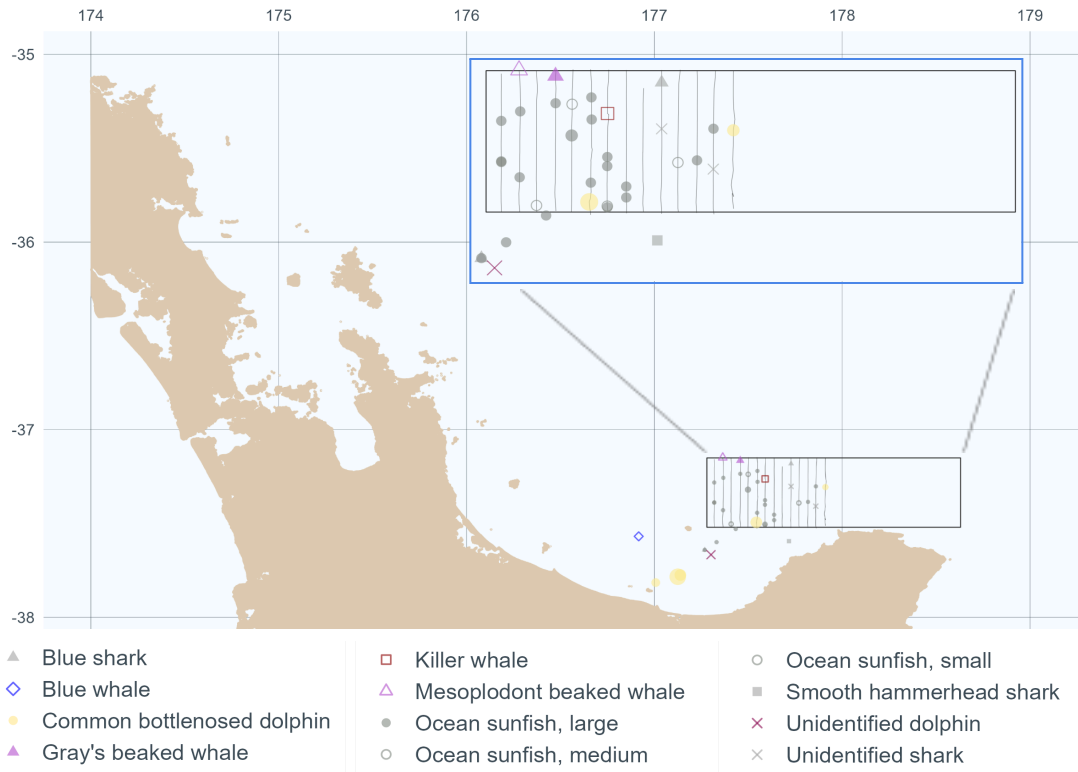 174 175 176 177 178 179
-35
-36
-37
-38
Blue shark
Blue whale
Common bottlenosed dolphin
Gray's beaked whale
Killer whale
Mesoplodont beaked whale
Ocean sunfish, large
Ocean sunfish, medium
Ocean sunfish, small
Smooth hammerhead shark
Unidentified dolphin
Unidentified shark